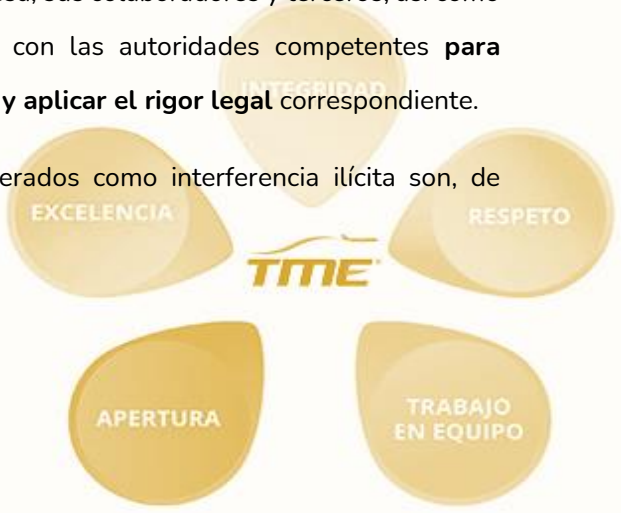 sus colaboradores y terceros, así como
con las autoridades competentes para
INTEGRIDAD
y aplicar el rigor legal correspondiente.
erados como interferencia ilícita son, de
EXCELENCIA
RESPETO
TME
APERTURA
TRABAJO
EN EQUIPO